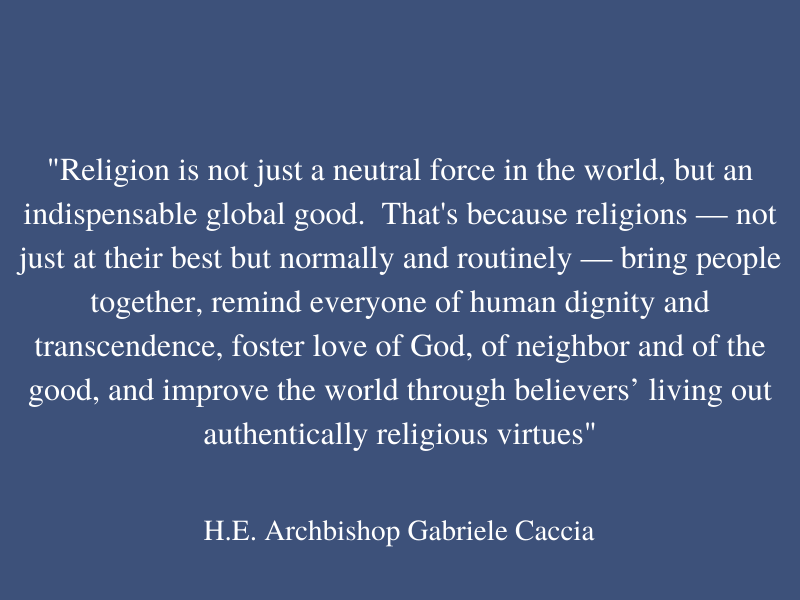 "Religion is not just a neutral force in the world, but an
indispensable global good.  That's because religions — not
just at their best but normally and routinely — bring people
together, remind everyone of human dignity and
transcendence, foster love of God, of neighbor and of the
good, and improve the world through believers’ living out
authentically religious virtues"
H.E. Archbishop Gabriele Caccia